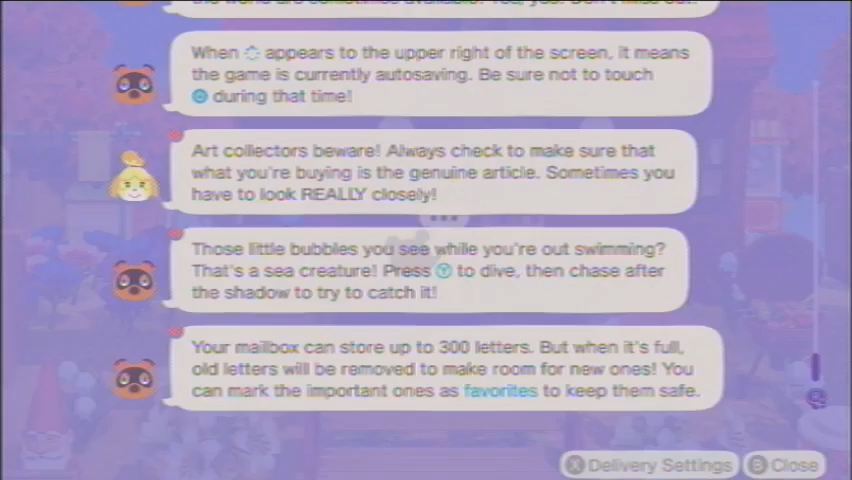 When appears to the upper right of the screen, it means
the game is currently autosaving. Be sure not to touch
during that time!
Art collectors beware! Always check to make sure that
what you're buying is the genuine article. Sometimes you
have to look REALLY closely!
Those little bubbles you see while you're out swimming?
That's a sea creature! Press Y to dive, then chase after
the shadow to try to catch it!
Your mailbox can store up to 300 letters. But when it's full,
old letters will be removed to make room for new ones! You
can mark the important ones as favorites to keep them safe.
X Delivery Settings B Close